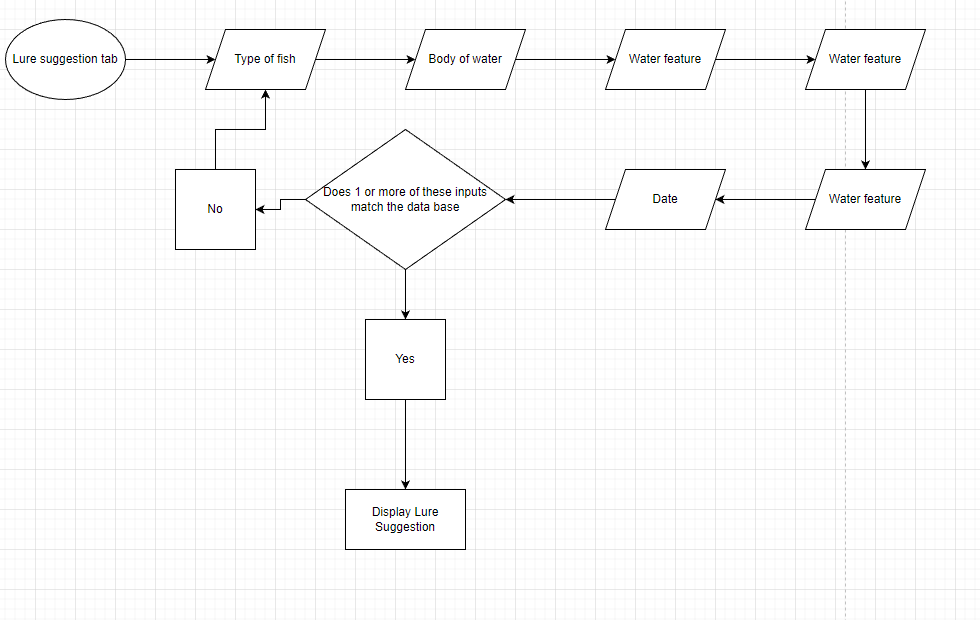 Lure suggestion tab
Type of fish
Body of water
Water feature
Water feature
Water feature
Date
Does 1 or more of these inputs
match the data base
No
Yes
Display Lure
Suggestion